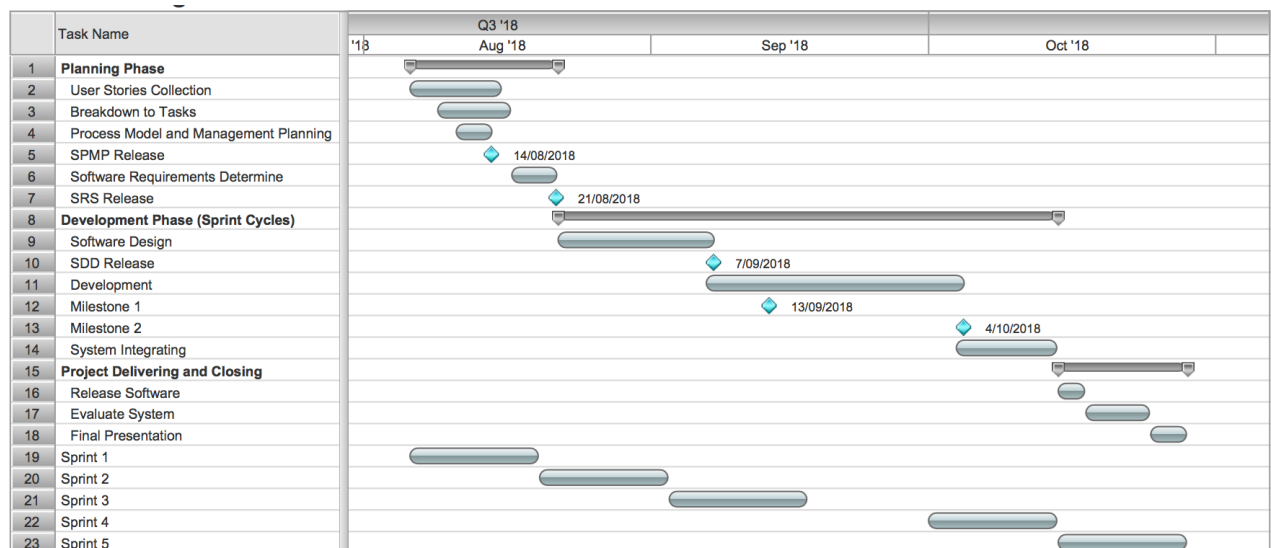 Task Name
Q3 '18
'18 Aug '18 Sep '18 Oct '18
1 Planning Phase
2 User Stories Collection
3 Breakdown to Tasks
4 Process Model and Management Planning
5 SPMP Release 14/08/2018
6 Software Requirements Determine
7 SRS Release 21/08/2018
8 Development Phase (Sprint Cycles)
9 Software Design
10 SDD Release 7/09/2018
11 Development
12 Milestone 1 13/09/2018
13 Milestone 2 4/10/2018
14 System Integrating
15 Project Delivering and Closing
16 Release Software
17 Evaluate System
18 Final Presentation
19 Sprint 1
20 Sprint 2
21 Sprint 3
22 Sprint 4
23 Sprint 5